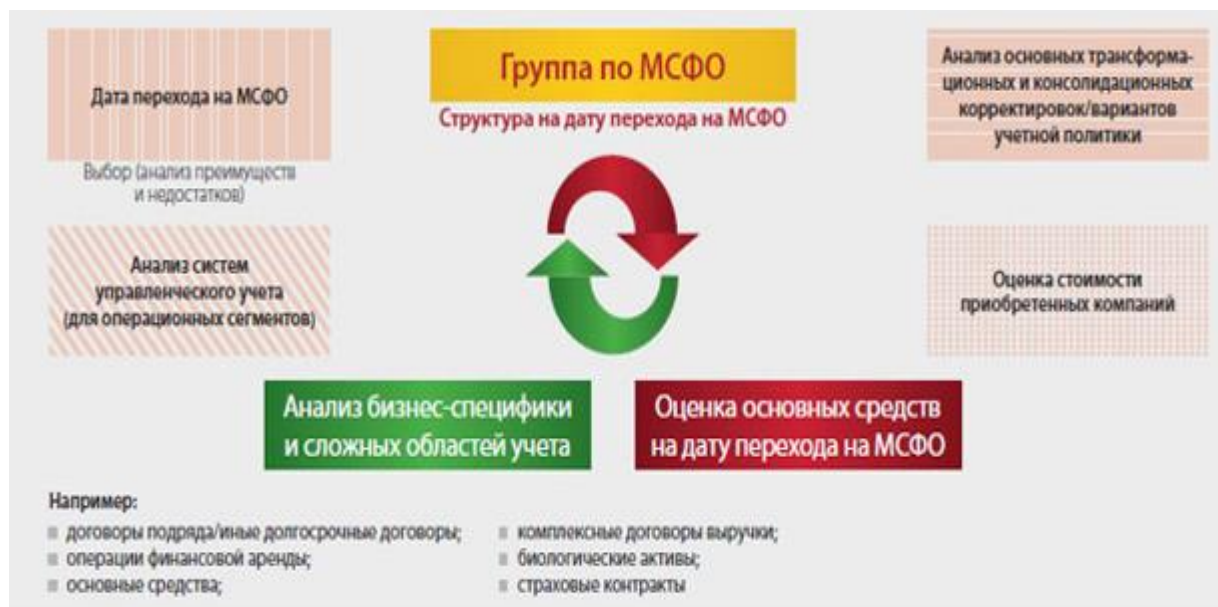 Дата перехода на МСФО
Выбор (анализ преимуществ
и недостатков)
Анализ систем
управленческого учета
(для операционных сегментов)
Группа по МСФО
Структура на дату перехода на МСФО
Анализ основных трансформа-
ционных и консолидационных
корректировок/вариантов
учетной политики
Оценка стоимости
приобретенных компаний
Анализ бизнес-специфики
и сложных областей учета
Оценка основных средств
на дату перехода на МСФО
Например:
договоры подряда/иные долгосрочные договоры;
операции финансовой аренды;
основные средства;
комплексные договоры выручки;
биологические активы;
страховые контракты